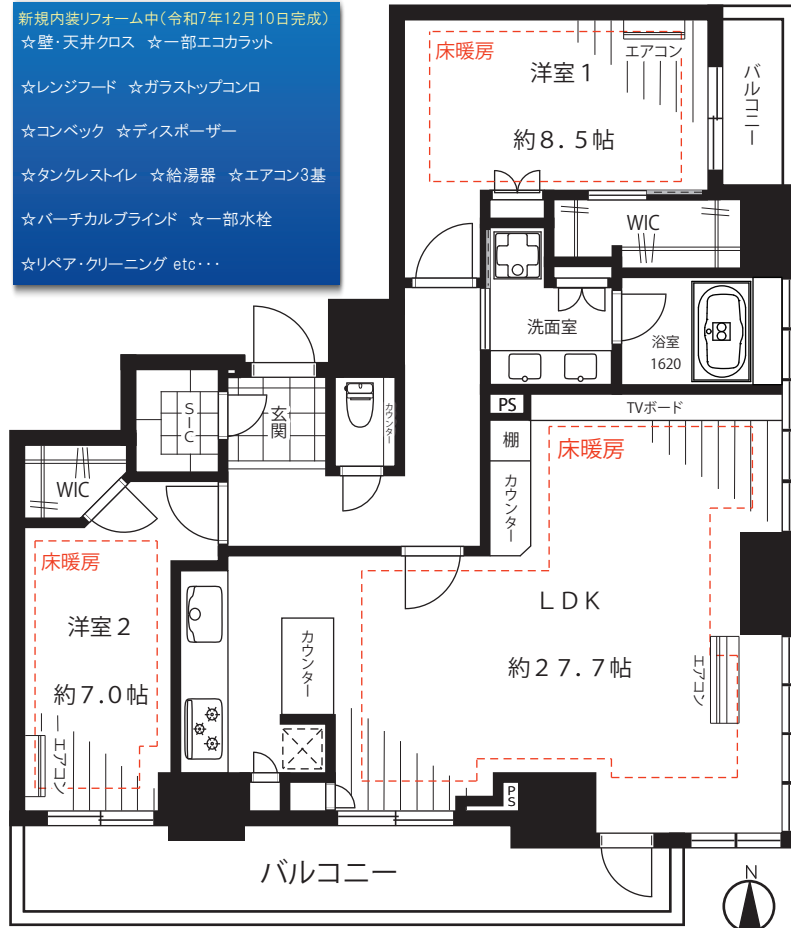 新規内装リフォーム中(令和7年12月10日完成)
☆壁・天井クロス ☆一部エコカラット
☆レンジフード ☆ガラストップコンロ
☆コンベック ☆ディスポーザー
☆タンクレストイレ ☆給湯器 ☆エアコン3基
☆バーチカルブラインド ☆一部水栓
☆リペア・クリーニング etc・・・
床暖房
エアコン
洋室1
約8.5帖
バルコニー
WIC
洗面室
浴室
1620
PS
TVボード
SIC
玄関
カウンター
棚
床暖房
カウンター
WIC
床暖房
洋室2
約7.0帖
エアコン
カウンター
LDK
約27.7帖
エアコン
PS
バルコニー
N